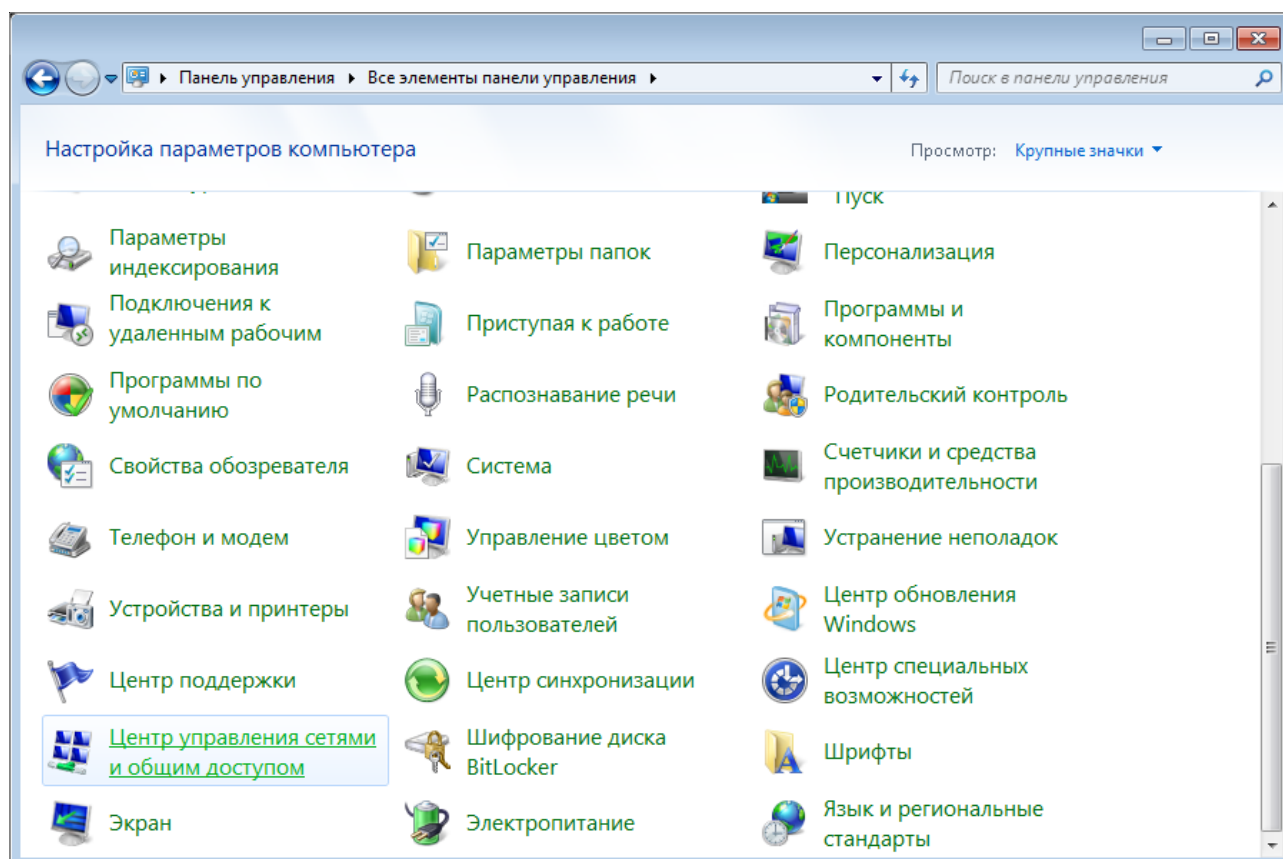 Панель управления
Все элементы панели управления
Поиск в панели управления
Настройка параметров компьютера
Просмотр: Крупные значки
Пуск
Параметры
индексирования
Параметры папок
Персонализация
Подключения к
удаленным рабочим
Приступая к работе
Программы и
компоненты
Программы по
умолчанию
Распознавание речи
Родительский контроль
Свойства обозревателя
Система
Счетчики и средства
производительности
Телефон и модем
Управление цветом
Устранение неполадок
Устройства и принтеры
Учетные записи
пользователей
Центр обновления
Windows
Центр поддержки
Центр синхронизации
Центр специальных
возможностей
Центр управления сетями
и общим доступом
Шифрование диска
BitLocker
Шрифты
Экран
Электропитание
Язык и региональные
стандарты